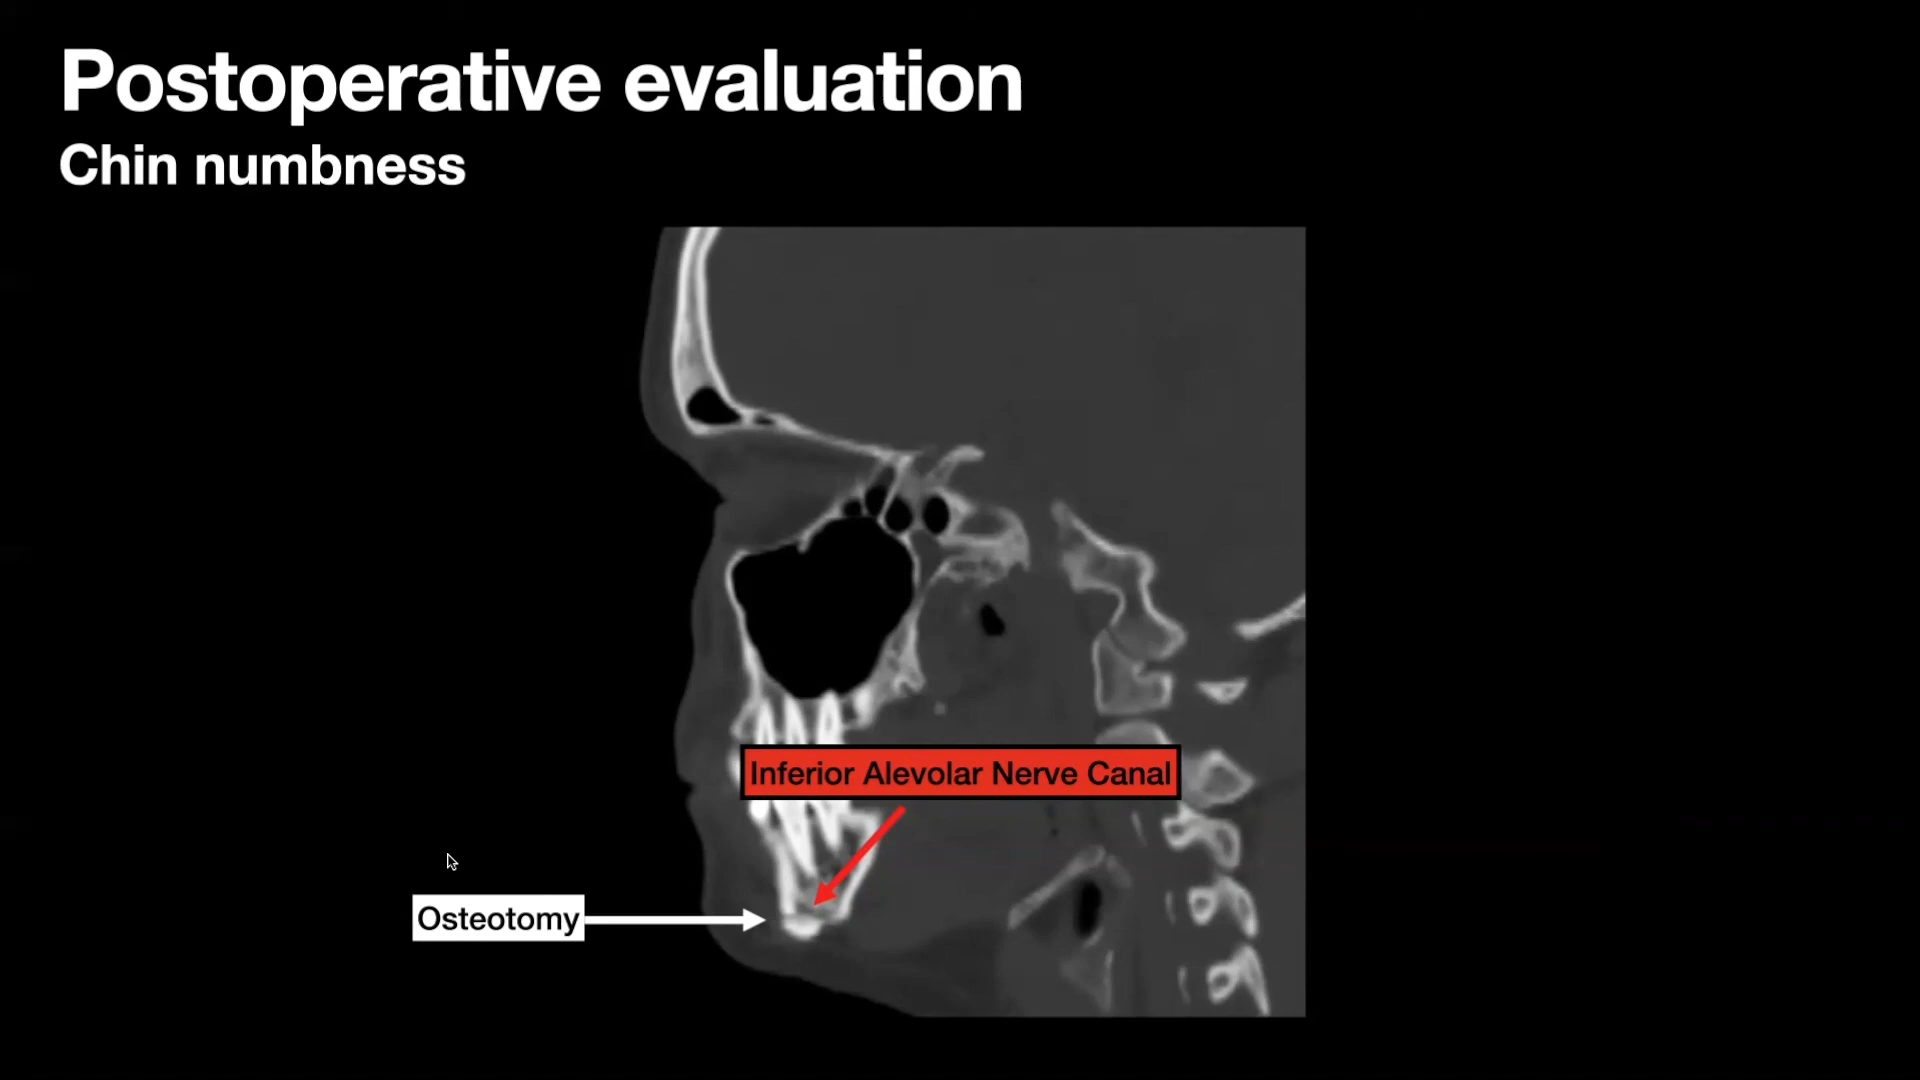 Postoperative evaluation
Chin numbness
Inferior Alevolar Nerve Canal
Osteotomy